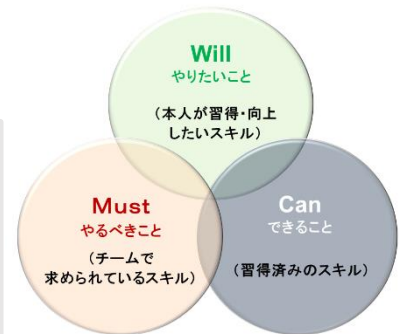 Will
やりたいこと
（本人が習得・向上
したいスキル）
Must
やるべきこと
（チームで
求められているスキル）
Can
できること
（習得済みのスキル）